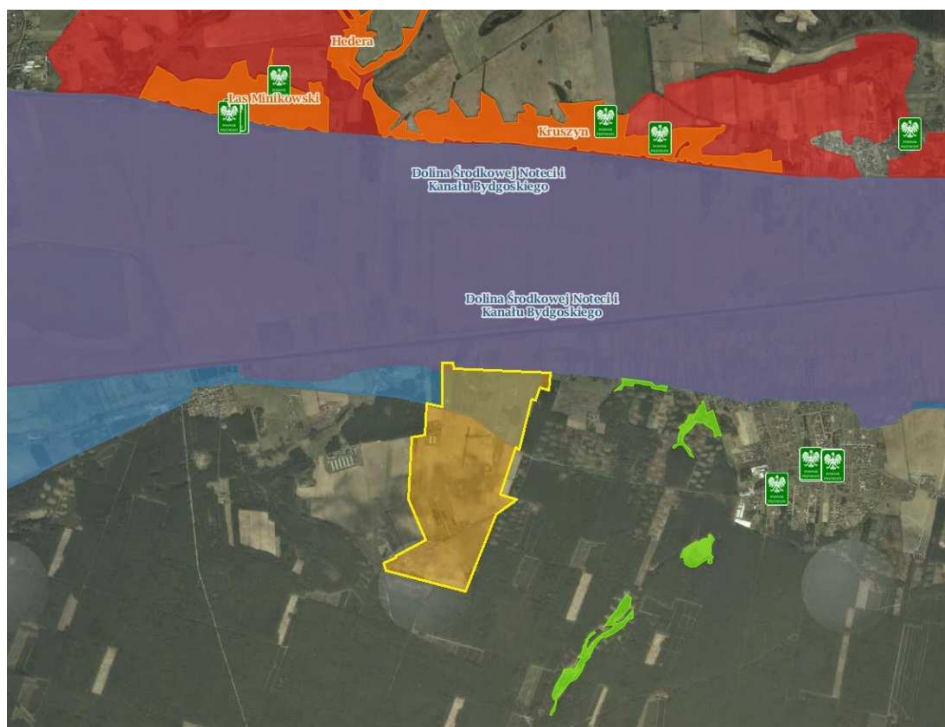 Hedera
Las Minikowski
Kruszyn
Dolina Środkowej Noteci i
Kanału Bydgoskiego
Dolina Środkowej Noteci i
Kanału Bydgoskiego